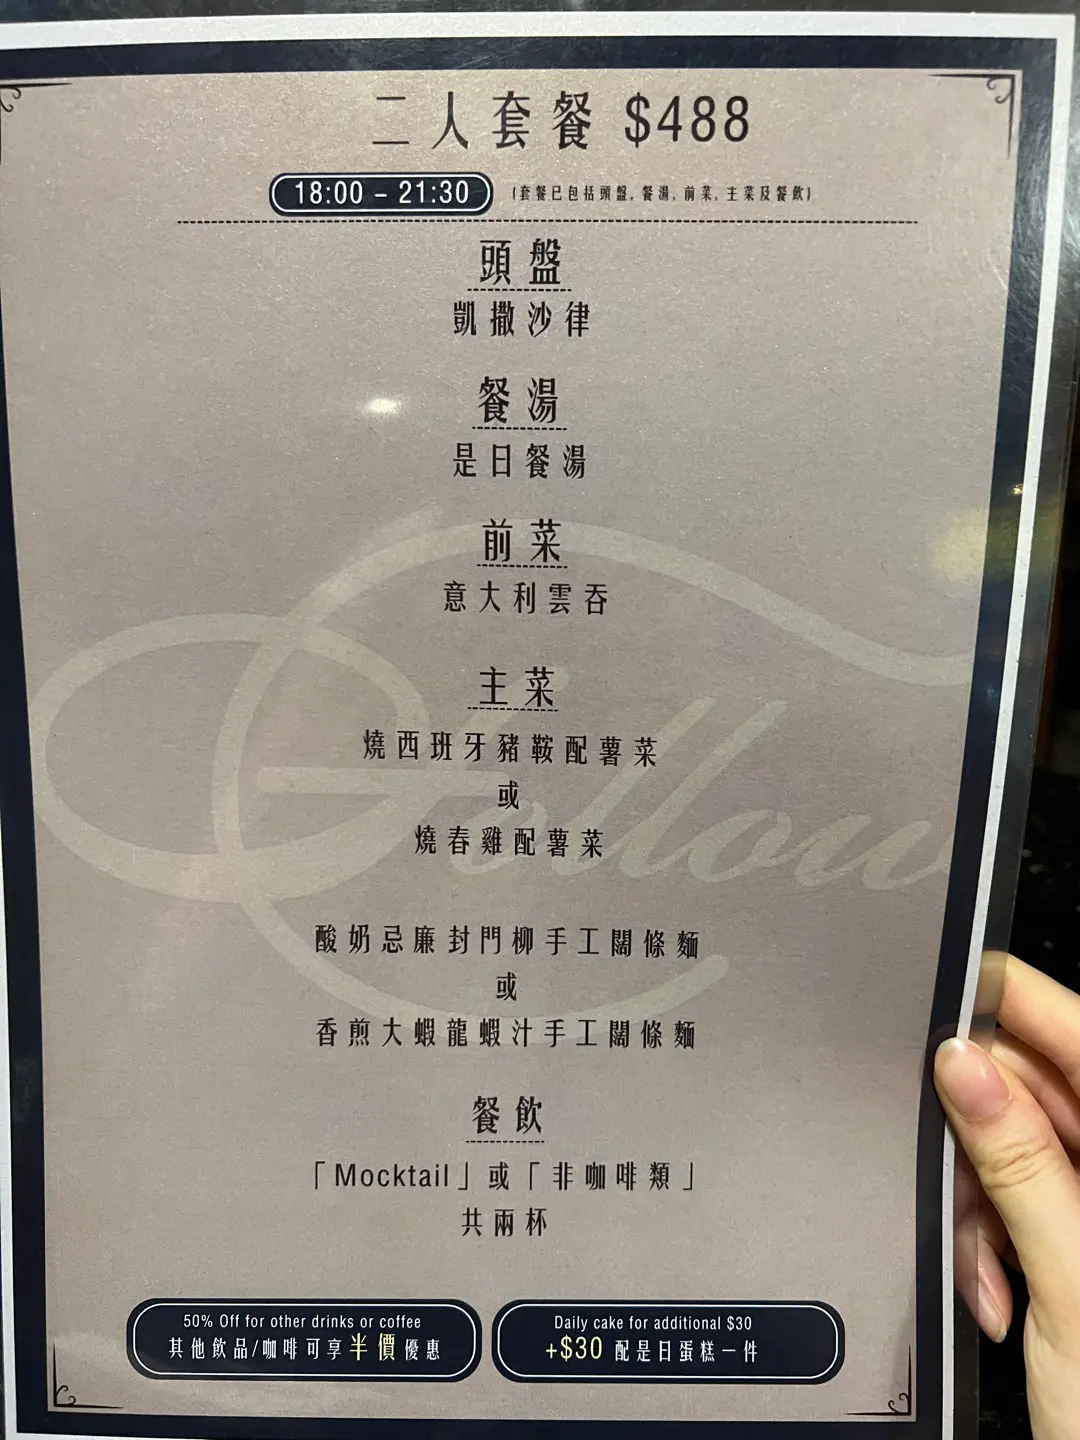 二人套餐 $488
18:00 – 21:30 (套餐已包括頭盤, 餐湯, 前菜, 主菜及餐飲)
頭盤
凱撒沙律
餐湯
是日餐湯
前菜
意大利雲吞
主菜
燒西班牙豬鞍配薯菜
或
燒春雞配薯菜
酸奶忌廉封門柳手工闊條麵
或
香煎大蝦龍蝦汁手工闊條麵
餐飲
「Mocktail」或「非咖啡類」
共兩杯
50% Off for other drinks or coffee
其他飲品/咖啡可享半價優惠
Daily cake for additional $30
+$30 配是日蛋糕一件
Follow